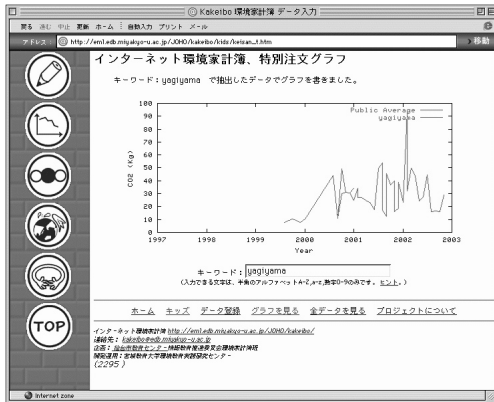 Kakeibo 環境家計簿 データ入力
戻る 進む 中止 更新 ホーム 自動入力 プリント メール
アドレス http://eml.edb.miyakyo-u.ac.jp/JOHO/kakeibo/kids/keisan_1.htm 移動
インターネット環境家計簿、特別注文グラフ
キーワード：yagiyama で抽出したデータでグラフを書きました。
Public Average
yagiyama
CO2 (Kg)
100
90
80
70
60
50
40
30
20
10
0
1997 1998 1999 2000 2001 2002 2003
Year
キーワード：yagiyama
(入力できる文字は、半角のアルファベットA-Z,a-z,数字0-9のみです。 ヒント。)
ホーム キッズ データ登録 グラフを見る 全データを見る プロジェクトについて
TOP
インターネット環境家計簿 http://eml.edb.miyakyo-u.ac.jp/JOHO/kakeibo/
連絡先： kakeibo@edb.miyakyo-u.ac.jp
企画： 仙台市教育センター情報教育推進委員会環境家計簿班
開発運用：宮城教育大学環境教育実践研究センター
(2295)
Internet zone